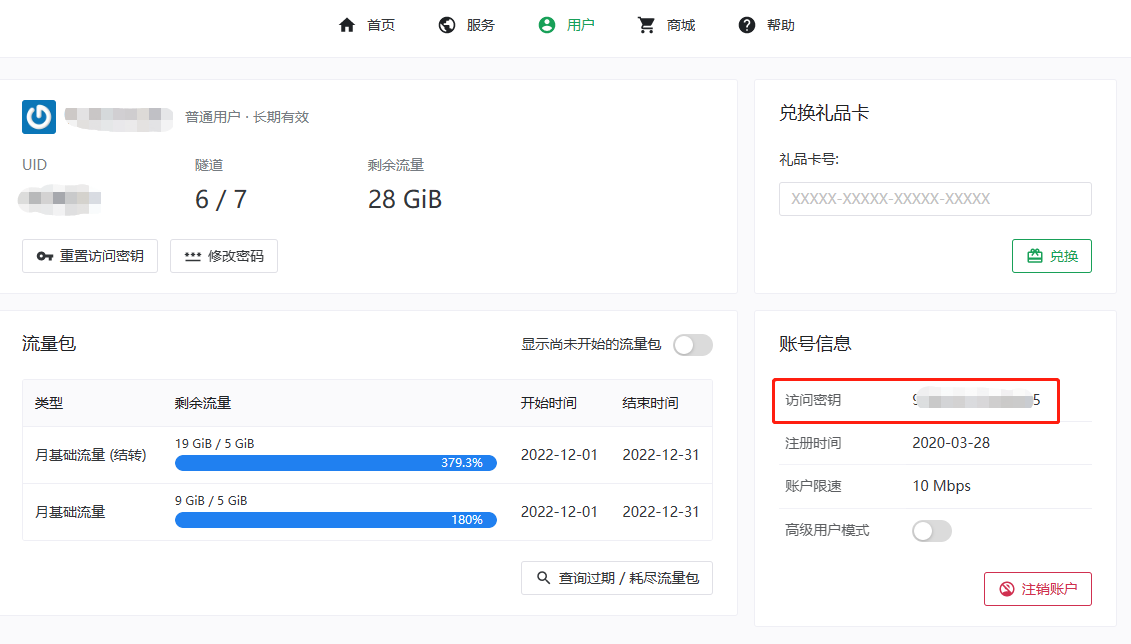 首页 服务 用户 商城 帮助
普通用户 · 长期有效
UID 隧道 剩余流量
6 / 7 28 GiB
重置访问密钥 修改密码
兑换礼品卡
礼品卡号:
XXXXX-XXXXX-XXXXX-XXXXX
兑换
流量包 显示尚未开始的流量包
类型 剩余流量 开始时间 结束时间
月基础流量 (结转) 19 GiB / 5 GiB 379.3% 2022-12-01 2022-12-31
月基础流量 9 GiB / 5 GiB 180% 2022-12-01 2022-12-31
查询过期 / 耗尽流量包
账号信息
访问密钥 9 5
注册时间 2020-03-28
账户限速 10 Mbps
高级用户模式
注销账户